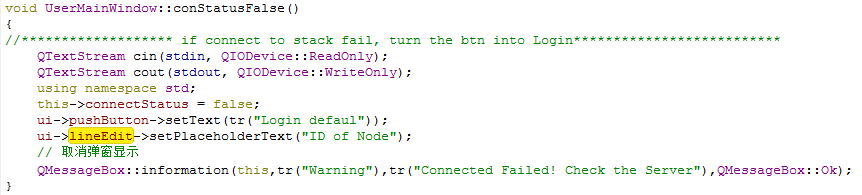 void UserMainWindow::conStatusFalse()
{
//******************* if connect to stack fail, turn the btn into Login**************************
QTextStream cin(stdin, QIODevice::ReadOnly);
QTextStream cout(stdout, QIODevice::WriteOnly);
using namespace std;
this->connectStatus = false;
ui->pushButton->setText(tr("Login defaul"));
ui->lineEdit->setPlaceholderText("ID of Node");
// 取消弹窗显示
QMessageBox::information(this,tr("Warning"),tr("Connected Failed! Check the Server"),QMessageBox::Ok);
}